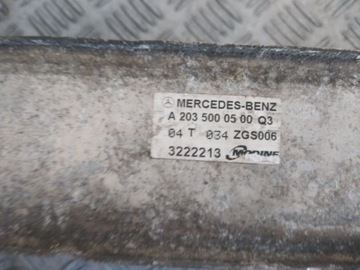 MERCEDES-BENZ
A 203 500 05 00 Q3
04 T 034 ZGS006
3222213 MODINE